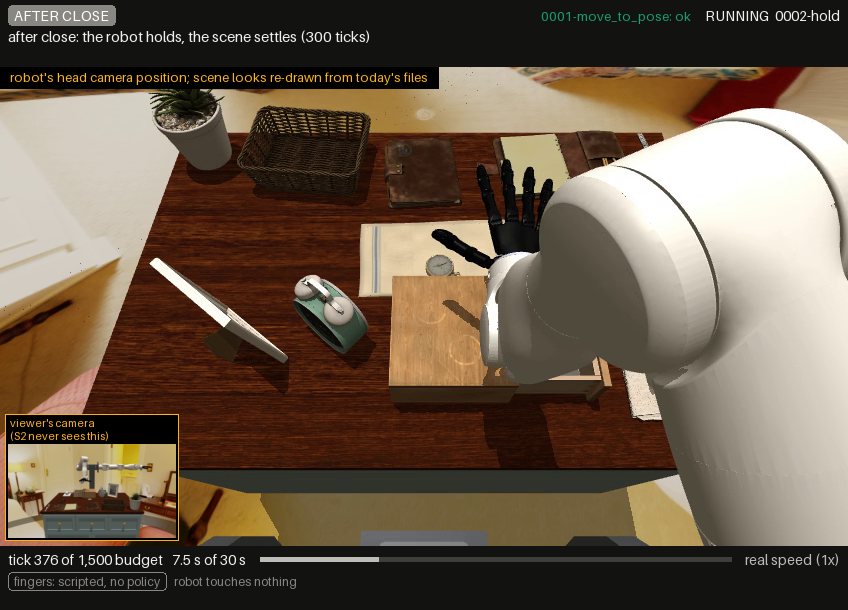 AFTER CLOSE
0001-move_to_pose: ok
RUNNING 0002-hold
after close: the robot holds, the scene settles (300 ticks)
robot's head camera position; scene looks re-drawn from today's files
viewer's camera
(S2 never sees this)
tick 376 of 1,500 budget
7.5 s of 30 s
real speed (1x)
fingers: scripted, no policy
robot touches nothing